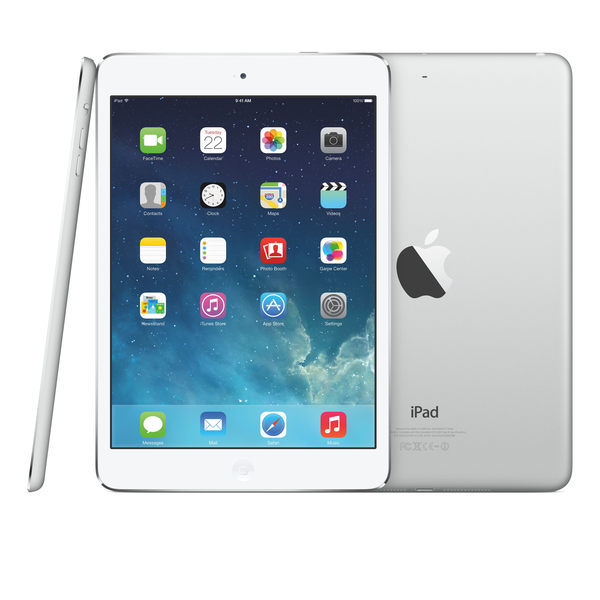 iPad 9:41 AM 100%
Tuesday
22
FaceTime Calendar Photos Camera
Contacts Clock Maps Videos
Notes Reminders Photo Booth Game Center
Newsstand iTunes Store App Store Settings
Messages Mail Safari Music
iPad